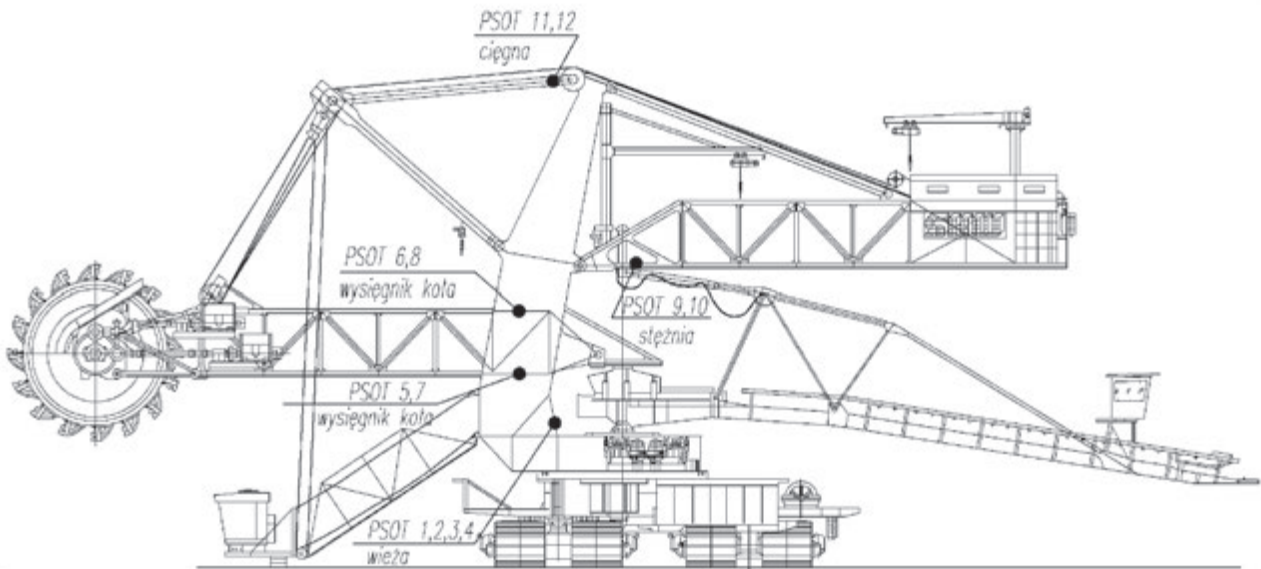 PSOT 11,12
cięgna
PSOT 6,8
wysięgnik koła
PSOT 9,10
stężnia
PSOT 5,7
wysięgnik koła
PSOT 1,2,3,4
wieża